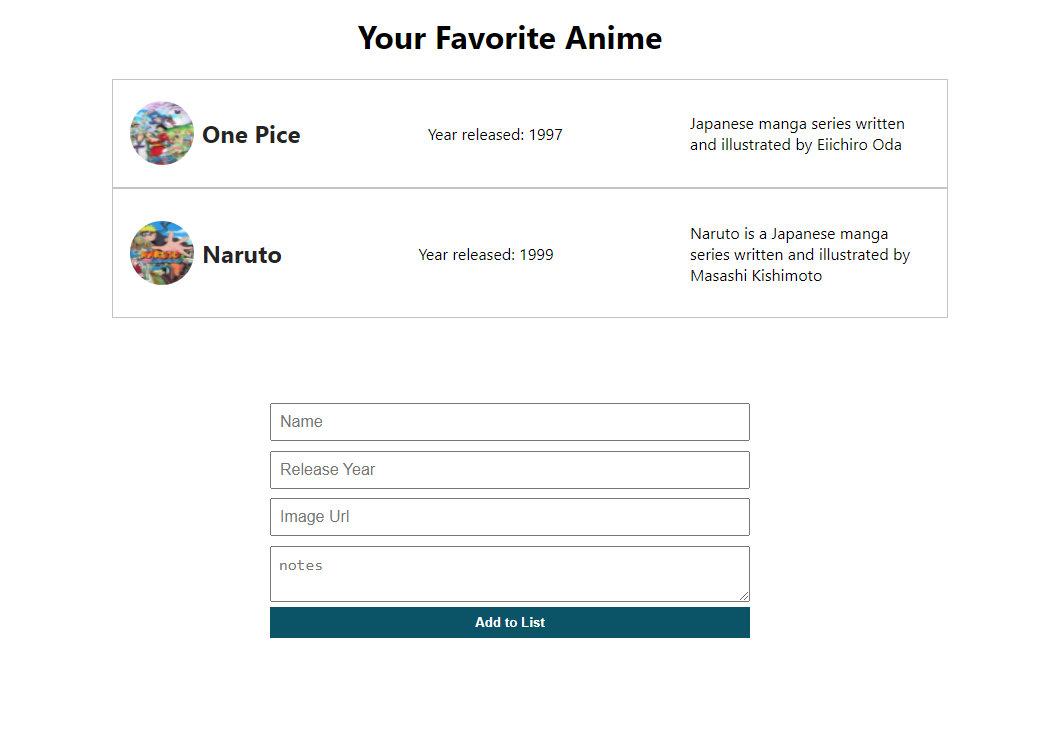 Your Favorite Anime
One Pice
Year released: 1997
Japanese manga series written
and illustrated by Eiichiro Oda
Naruto
Year released: 1999
Naruto is a Japanese manga
series written and illustrated by
Masashi Kishimoto
Name
Release Year
Image Url
notes
Add to List